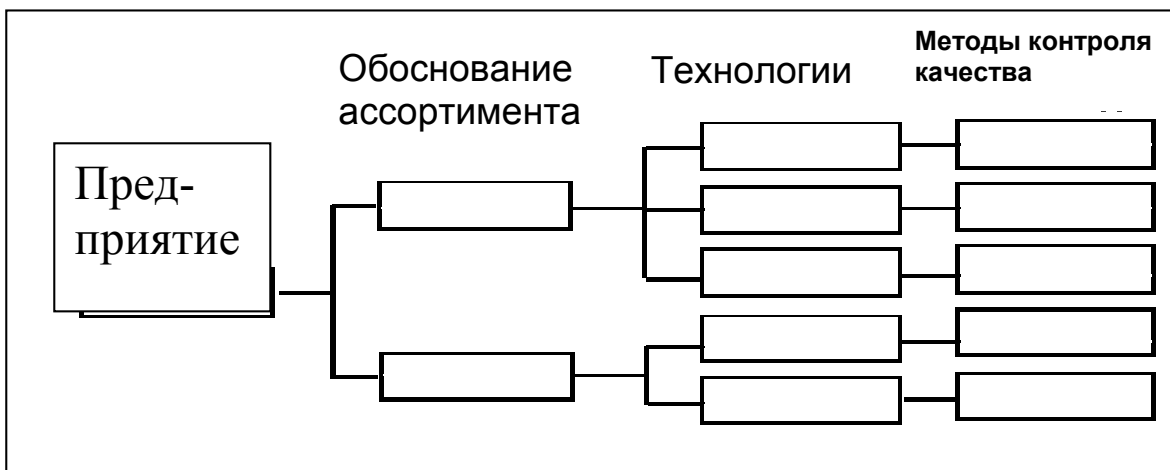 Методы контроля
качества
Обоснование
ассортимента
Технологии
Пред-
приятие